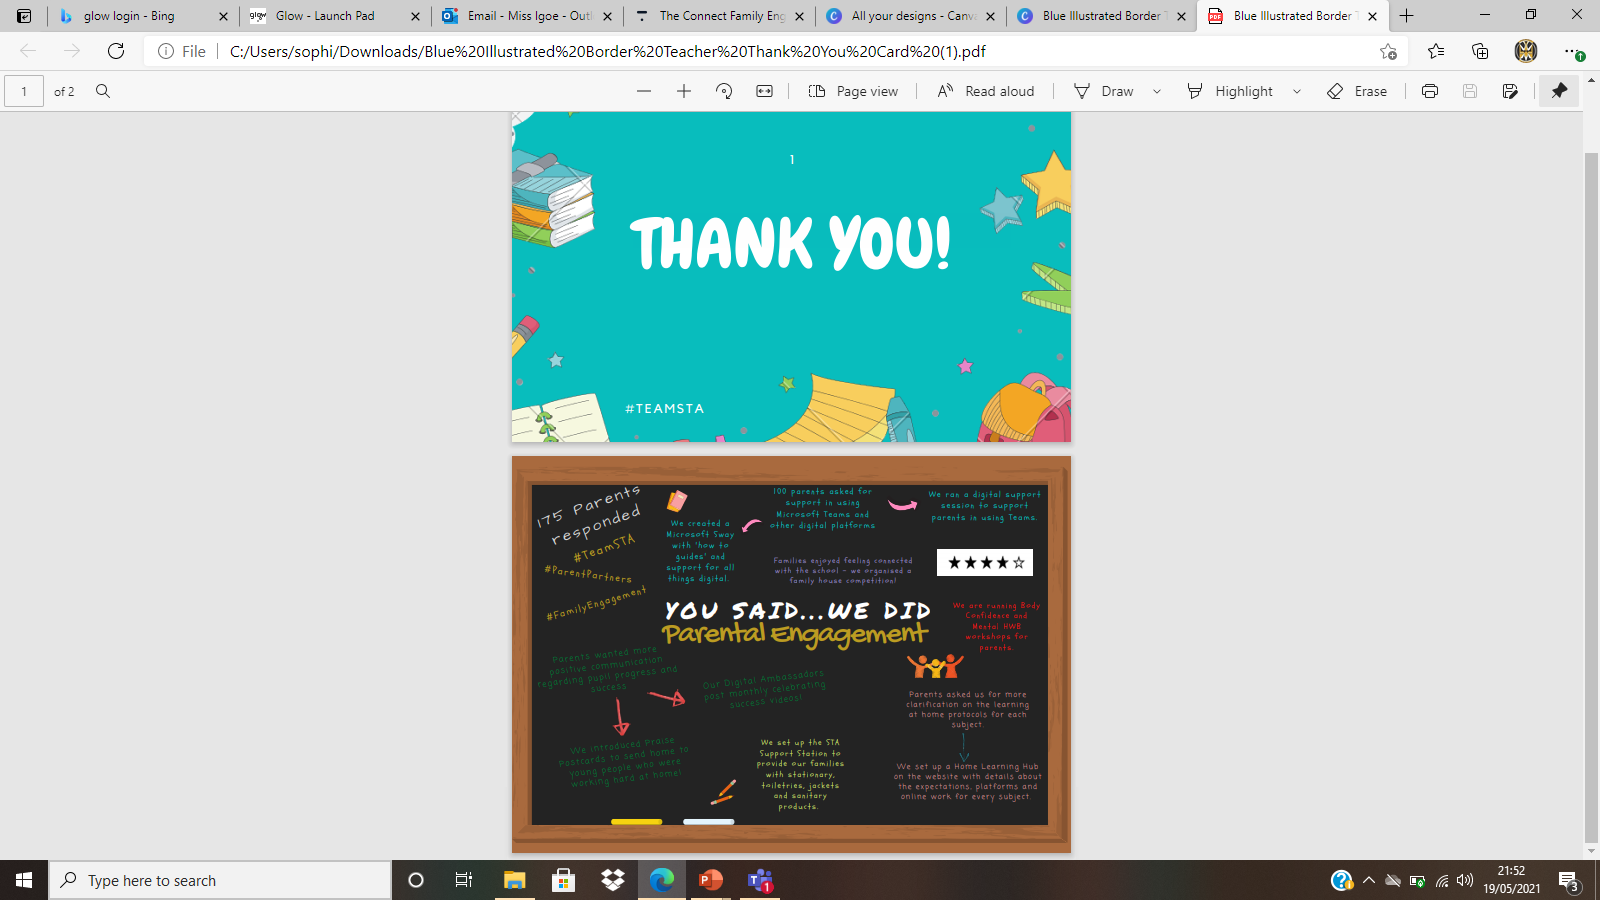 glow login - Bing
Glow - Launch Pad
Email - Miss Igoe - Outl
The Connect Family Eng
All your designs - Canv
Blue Illustrated Border T
Blue Illustrated Border T
File
C:/Users/sophi/Downloads/Blue%20Illustrated%20Border%20Teacher%20Thank%20You%20Card%20(1).pdf
1
of 2
Page view
Read aloud
Draw
Highlight
Erase
1
THANK YOU!
#TEAMSTA
175 Parents
responded
#TeamSTA
#ParentPartners
#FamilyEngagement
We created a
Microsoft Sway
with 'how to
guides' and
support for all
things digital.
100 parents asked for
support in using
Microsoft Teams and
other digital platforms
We ran a digital support
session to support
parents in using Teams.
Families enjoyed feeling connected
with the school - we organised a
family house competition!
YOU SAID...WE DID
Parental Engagement
We are running Body
Confidence and
Mental HWB
workshops for
parents.
Parents wanted more
positive communication
regarding pupil progress and
success
Our Digital Ambassadors
post monthly celebrating
success videos!
We introduced Praise
Postcards to send home to
young people who were
working hard at home!
We set up the STA
Support Station to
provide our families
with stationary,
toiletries, jackets
and sanitary
products.
Parents asked us for more
clarification on the learning
at home protocols for each
subject.
We set up a Home Learning Hub
on the website with details about
the expectations, platforms and
online work for every subject.
Type here to search
1
21:52
19/05/2021
3